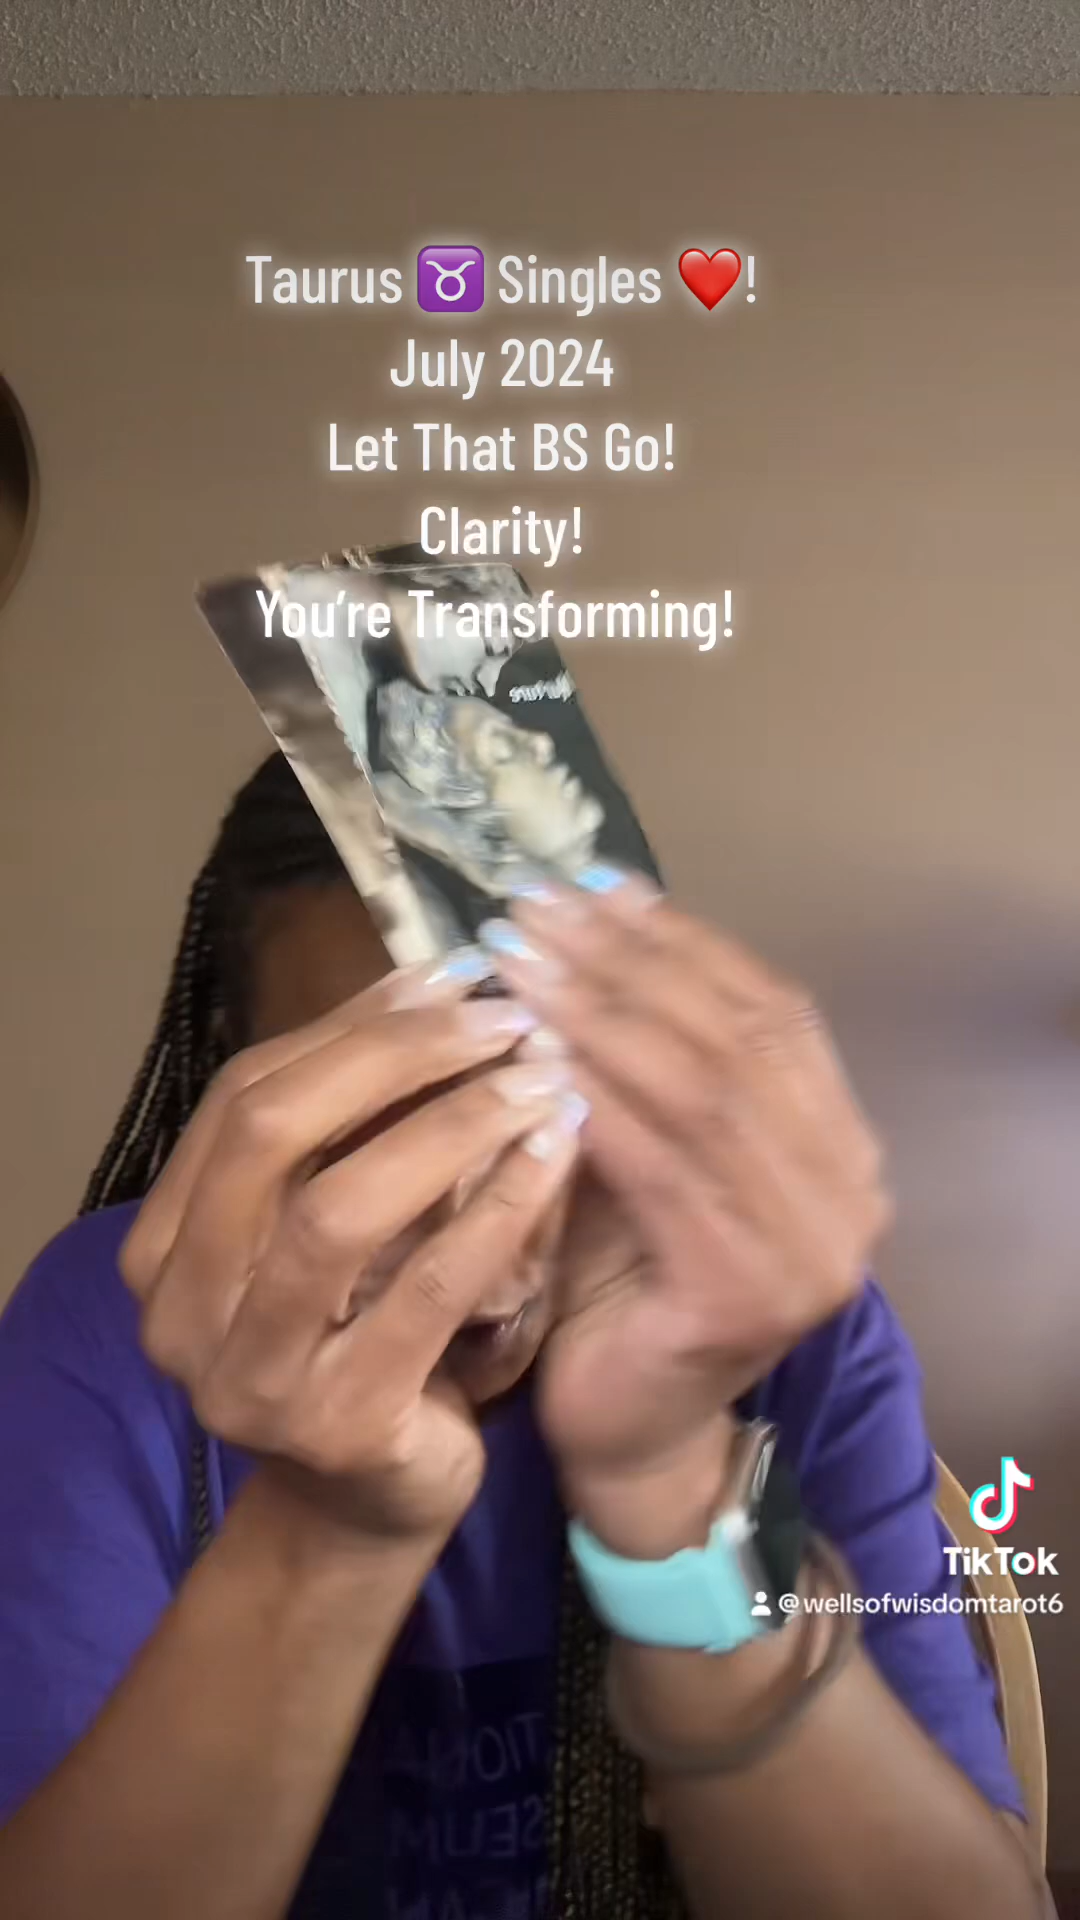 Taurus ♉ Singles ❤️!
July 2024
Let That BS Go!
Clarity!
You're Transforming!
TikTok
@wellsofwisdomtarot6